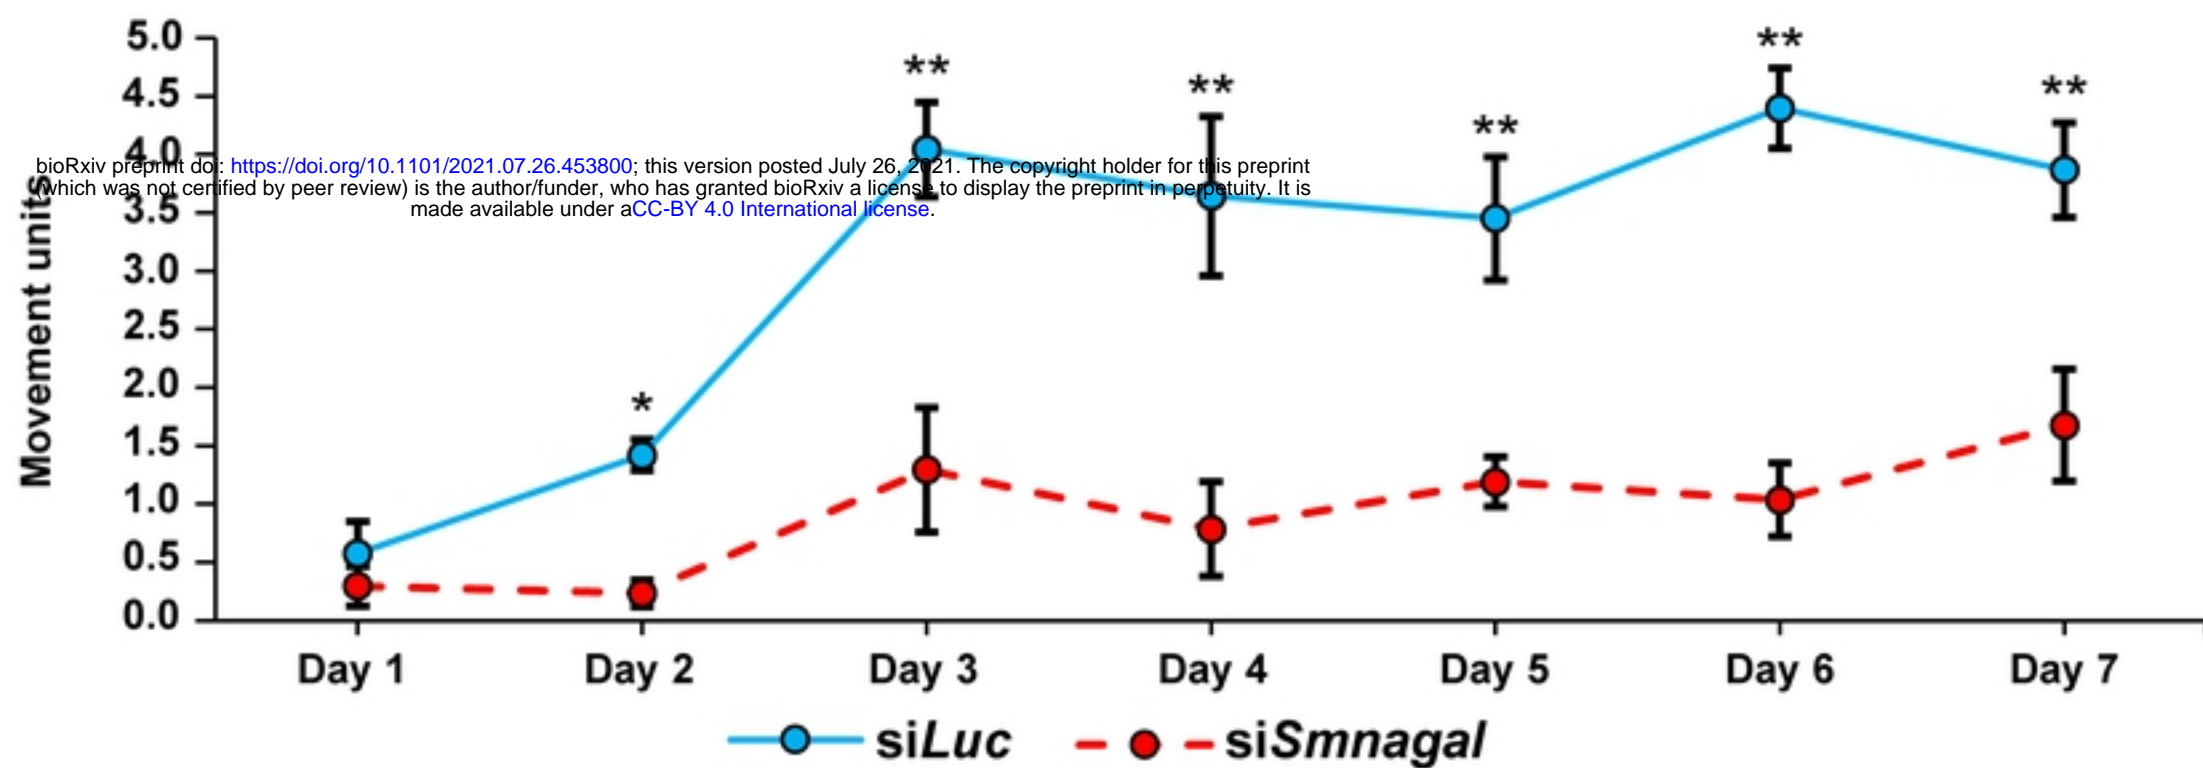 5.0
4.5
4.0
3.5
3.0
2.5
2.0
1.5
1.0
0.5
0.0
Movement units
**
**
**
**
**
*
bioRxiv preprint doi: https://doi.org/10.1101/2021.07.26.453800; this version posted July 26, 2021. The copyright holder for this preprint
(which was not certified by peer review) is the author/funder, who has granted bioRxiv a license to display the preprint in perpetuity. It is
made available under aCC-BY 4.0 International license.
Day 1 Day 2 Day 3 Day 4 Day 5 Day 6 Day 7
siLuc siSmnagal